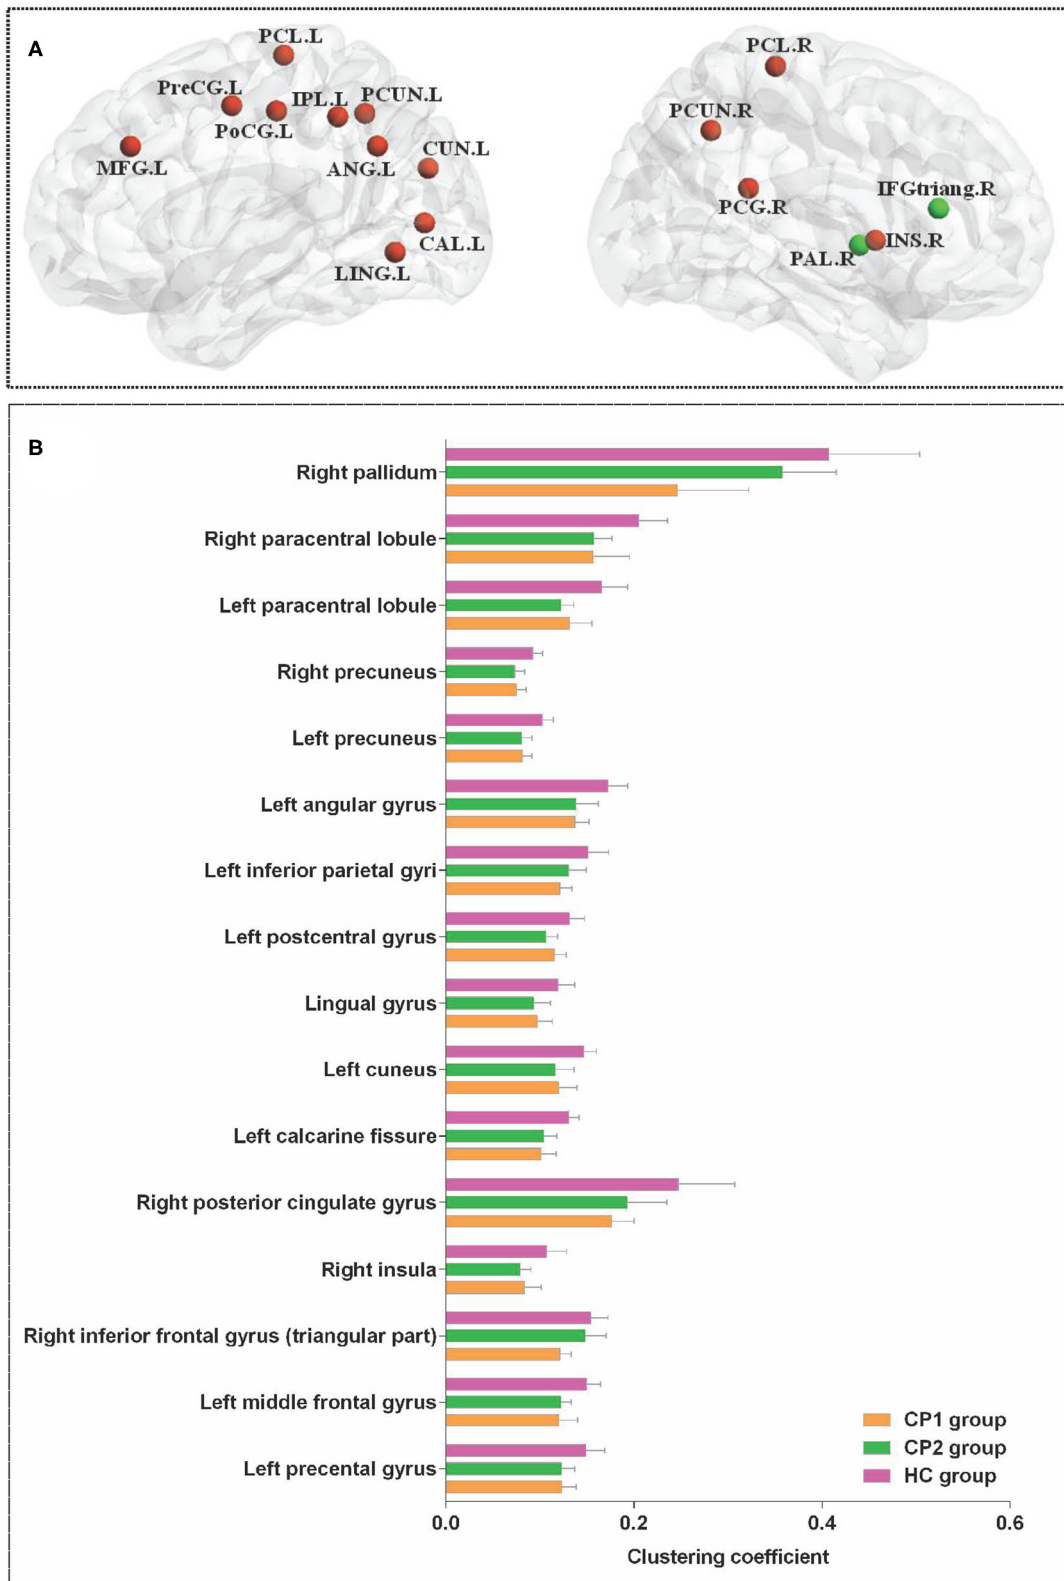 A
PCL.L
PreCG.L
PoCG.L
IPL.L
PCUN.L
MFG.L
ANG.L
CUN.L
CAL.L
LING.L
PCL.R
PCUN.R
PCG.R
IFGtriang.R
PAL.R
INS.R
B
Right pallidum
Right paracentral lobule
Left paracentral lobule
Right precuneus
Left precuneus
Left angular gyrus
Left inferior parietal gyri
Left postcentral gyrus
Lingual gyrus
Left cuneus
Left calcarine fissure
Right posterior cingulate gyrus
Right insula
Right inferior frontal gyrus (triangular part)
Left middle frontal gyrus
Left precental gyrus
CP1 group
CP2 group
HC group
0.0 0.2 0.4 0.6
Clustering coefficient